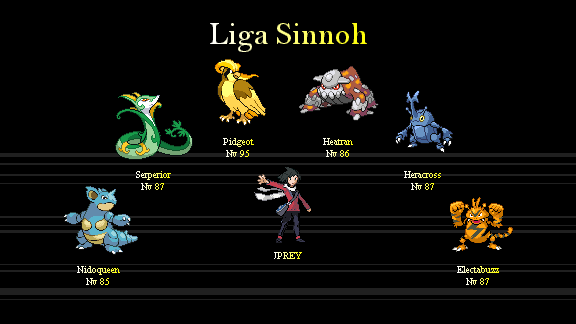 Liga Sinnoh
Pidgeot
Nv 95
Heatran
Nv 86
Serperior
Nv 87
Heracross
Nv 87
JPREY
Nidoqueen
Nv 85
Electabuzz
Nv 87